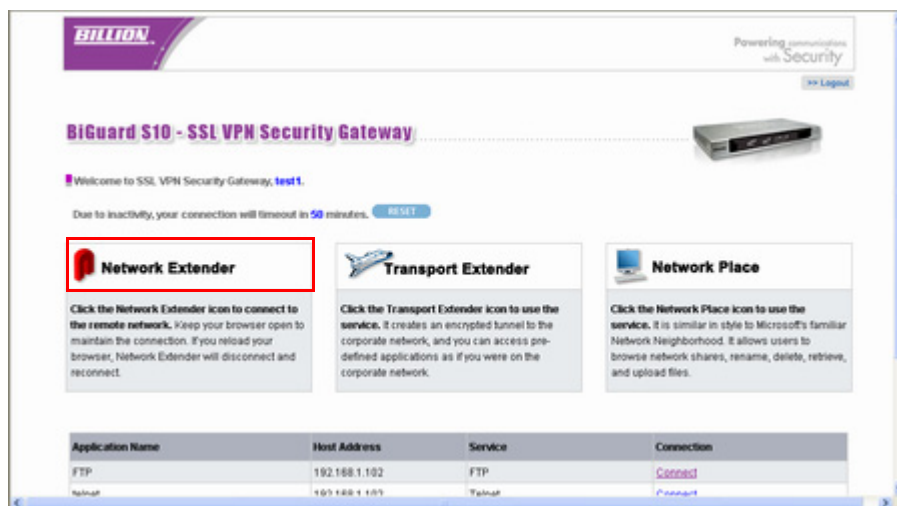 BILLION
Powering communications
with Security
>> Logout
BiGuard S10 - SSL VPN Security Gateway
Welcome to SSL VPN Security Gateway, test1.
Due to inactivity, your connection will timeout in 50 minutes. RESET
Network Extender
Click the Network Extender icon to connect to
the remote network. Keep your browser open to
maintain the connection. If you reload your
browser, Network Extender will disconnect and
reconnect.
Transport Extender
Click the Transport Extender icon to use the
service. It creates an encrypted tunnel to the
corporate network, and you can access pre-
defined applications as if you were on the
corporate network.
Network Place
Click the Network Place icon to use the
service. It is similar in style to Microsoft's familiar
Network Neighborhood. It allows users to
browse network shares, rename, delete, retrieve,
and upload files.
Application Name Host Address Service Connection
FTP 192.168.1.102 FTP Connect
telnet 192.168.1.102 Telnet Connect